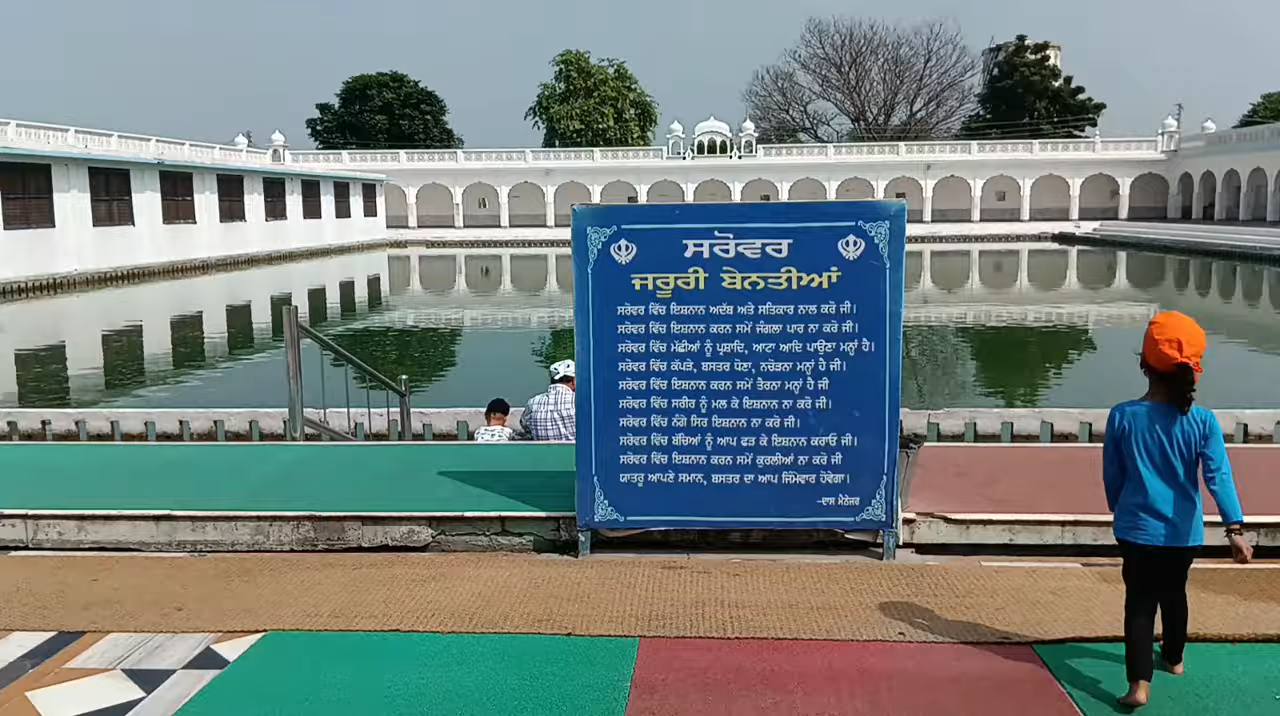 ਸਰੋਵਰ
ਜਰੂਰੀ ਬੇਨਤੀਆਂ
ਸਰੋਵਰ ਵਿੱਚ ਇਸ਼ਨਾਨ ਅਦੱਬ ਅਤੇ ਸਤਿਕਾਰ ਨਾਲ ਕਰੋ ਜੀ।
ਸਰੋਵਰ ਵਿੱਚ ਇਸ਼ਨਾਨ ਕਰਨ ਸਮੇਂ ਜੰਗਲਾ ਪਾਰ ਨਾ ਕਰੋ ਜੀ।
ਸਰੋਵਰ ਵਿੱਚ ਮੱਛੀਆਂ ਨੂੰ ਪ੍ਰਸ਼ਾਦਿ, ਆਟਾ ਆਦਿ ਪਾਉਣਾ ਮਨ੍ਹਾਂ ਹੈ।
ਸਰੋਵਰ ਵਿੱਚ ਕੱਪੜੇ, ਬਸਤਰ ਧੋਣਾ, ਨਚੋੜਨਾ ਮਨ੍ਹਾਂ ਹੈ ਜੀ।
ਸਰੋਵਰ ਵਿੱਚ ਇਸ਼ਨਾਨ ਕਰਨ ਸਮੇਂ ਤੈਰਨਾ ਮਨ੍ਹਾਂ ਹੈ ਜੀ
ਸਰੋਵਰ ਵਿੱਚ ਸਰੀਰ ਨੂੰ ਮਲ ਕੇ ਇਸ਼ਨਾਨ ਨਾ ਕਰੋ ਜੀ।
ਸਰੋਵਰ ਵਿੱਚ ਨੰਗੇ ਸਿਰ ਇਸ਼ਨਾਨ ਨਾ ਕਰੋ ਜੀ।
ਸਰੋਵਰ ਵਿੱਚ ਬੱਚਿਆਂ ਨੂੰ ਆਪ ਫੜ ਕੇ ਇਸ਼ਨਾਨ ਕਰਾਓ ਜੀ।
ਸਰੋਵਰ ਵਿੱਚ ਇਸ਼ਨਾਨ ਕਰਨ ਸਮੇਂ ਕੁਰਲੀਆਂ ਨਾ ਕਰੋ ਜੀ
ਯਾਤਰੂ ਆਪਣੇ ਸਮਾਨ, ਬਸਤਰ ਦਾ ਆਪ ਜਿੰਮੇਵਾਰ ਹੋਵੇਗਾ।
-ਦਾਸ ਮੈਨੇਜਰ